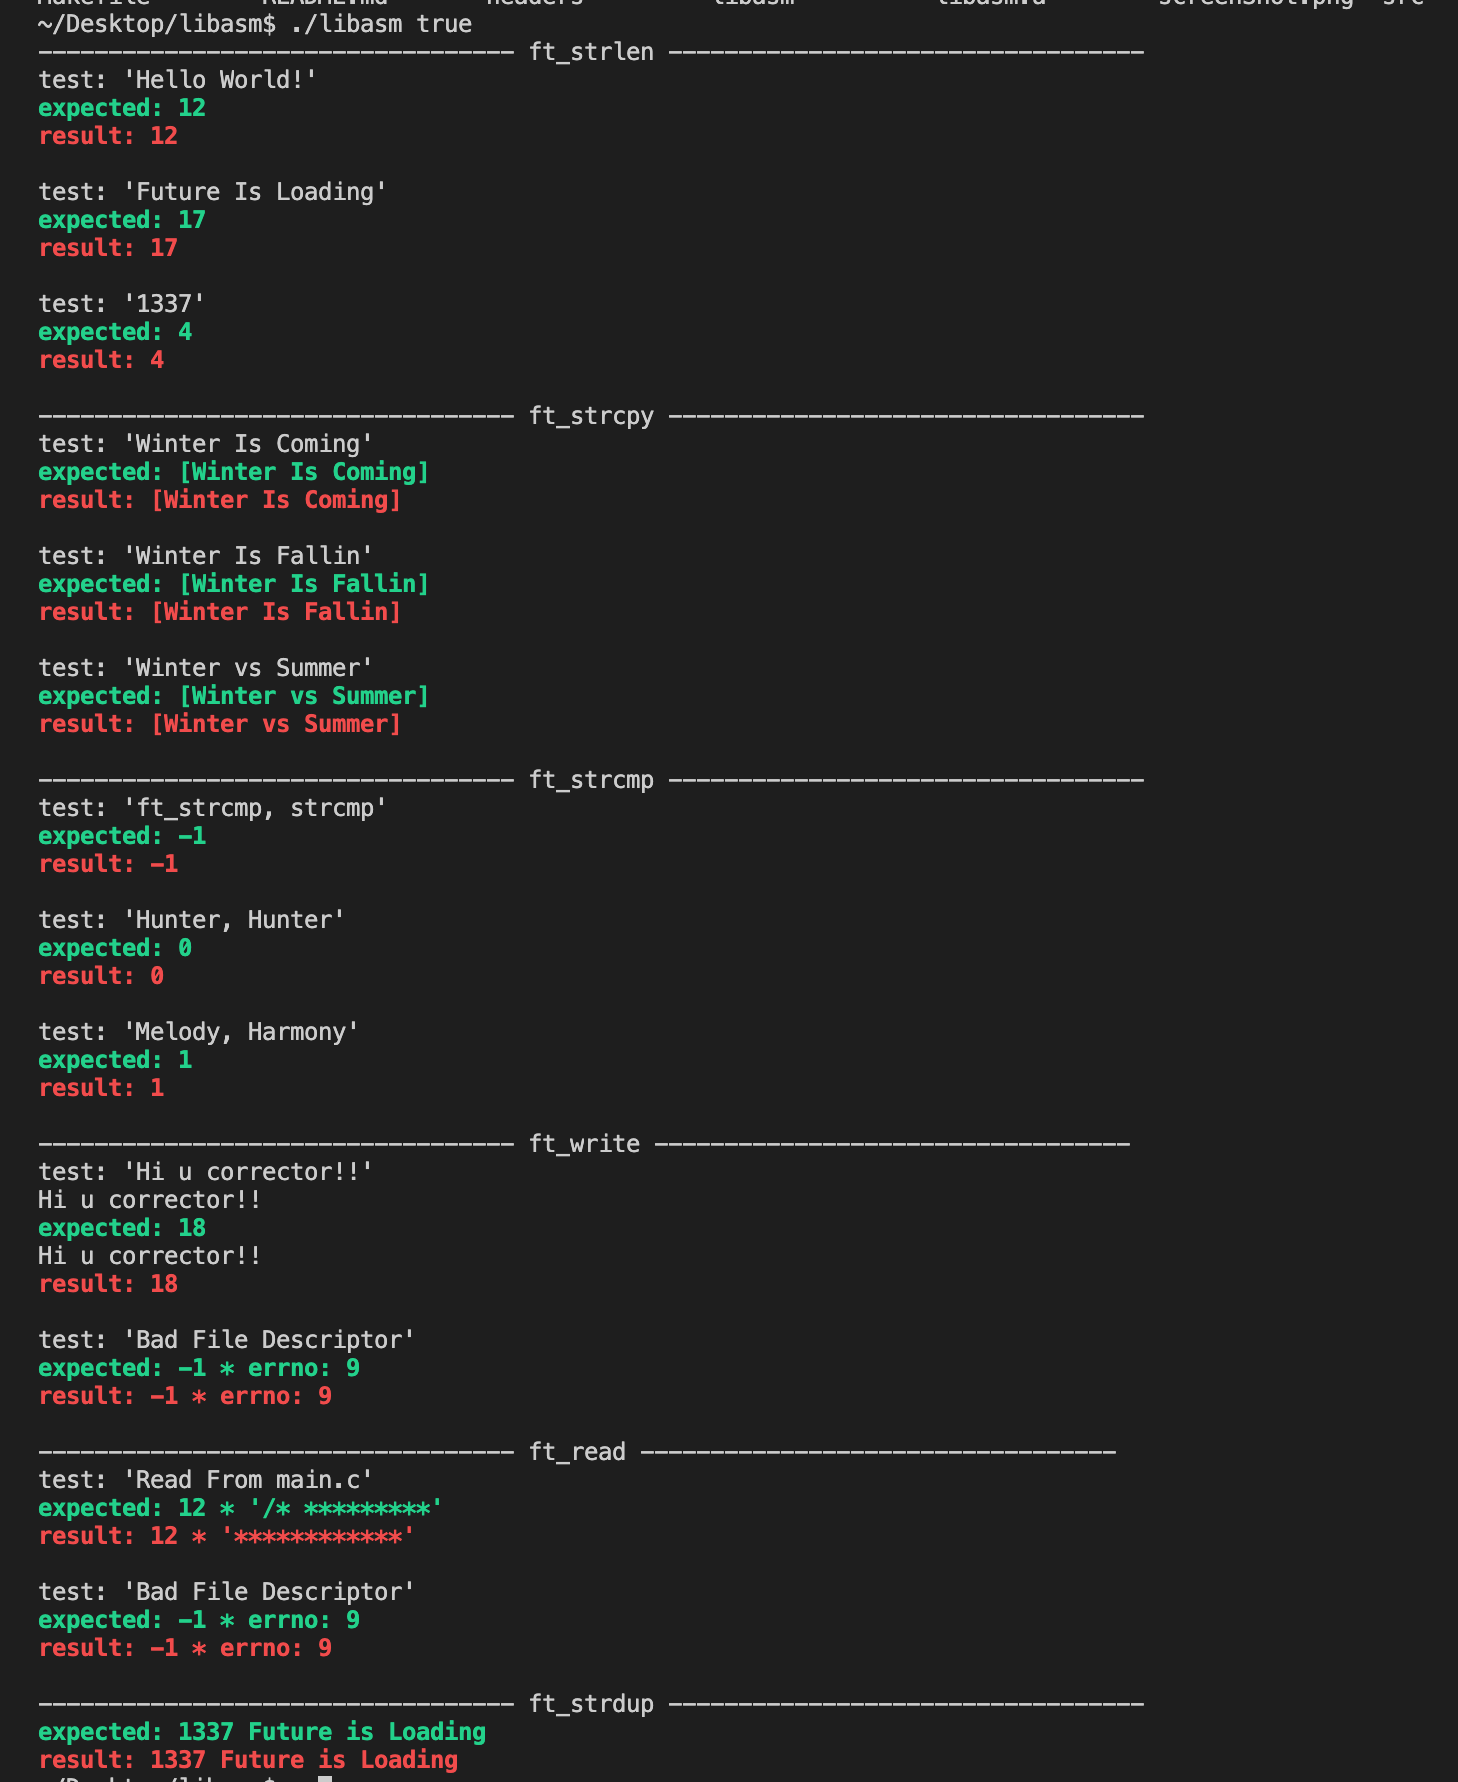 Makefile README.md headers libasm libasm.a screenShot.png src
~/Desktop/libasm$ ./libasm true
---------------------------------- ft_strlen ----------------------------------
test: 'Hello World!'
expected: 12
result: 12
test: 'Future Is Loading'
expected: 17
result: 17
test: '1337'
expected: 4
result: 4
---------------------------------- ft_strcpy ----------------------------------
test: 'Winter Is Coming'
expected: [Winter Is Coming]
result: [Winter Is Coming]
test: 'Winter Is Fallin'
expected: [Winter Is Fallin]
result: [Winter Is Fallin]
test: 'Winter vs Summer'
expected: [Winter vs Summer]
result: [Winter vs Summer]
---------------------------------- ft_strcmp ----------------------------------
test: 'ft_strcmp, strcmp'
expected: -1
result: -1
test: 'Hunter, Hunter'
expected: 0
result: 0
test: 'Melody, Harmony'
expected: 1
result: 1
---------------------------------- ft_write ----------------------------------
test: 'Hi u corrector!!'
Hi u corrector!!
expected: 18
Hi u corrector!!
result: 18
test: 'Bad File Descriptor'
expected: -1 * errno: 9
result: -1 * errno: 9
---------------------------------- ft_read ----------------------------------
test: 'Read From main.c'
expected: 12 * '/* *********'
result: 12 * '************'
test: 'Bad File Descriptor'
expected: -1 * errno: 9
result: -1 * errno: 9
---------------------------------- ft_strdup ----------------------------------
expected: 1337 Future is Loading
result: 1337 Future is Loading
~/Desktop/libasm$